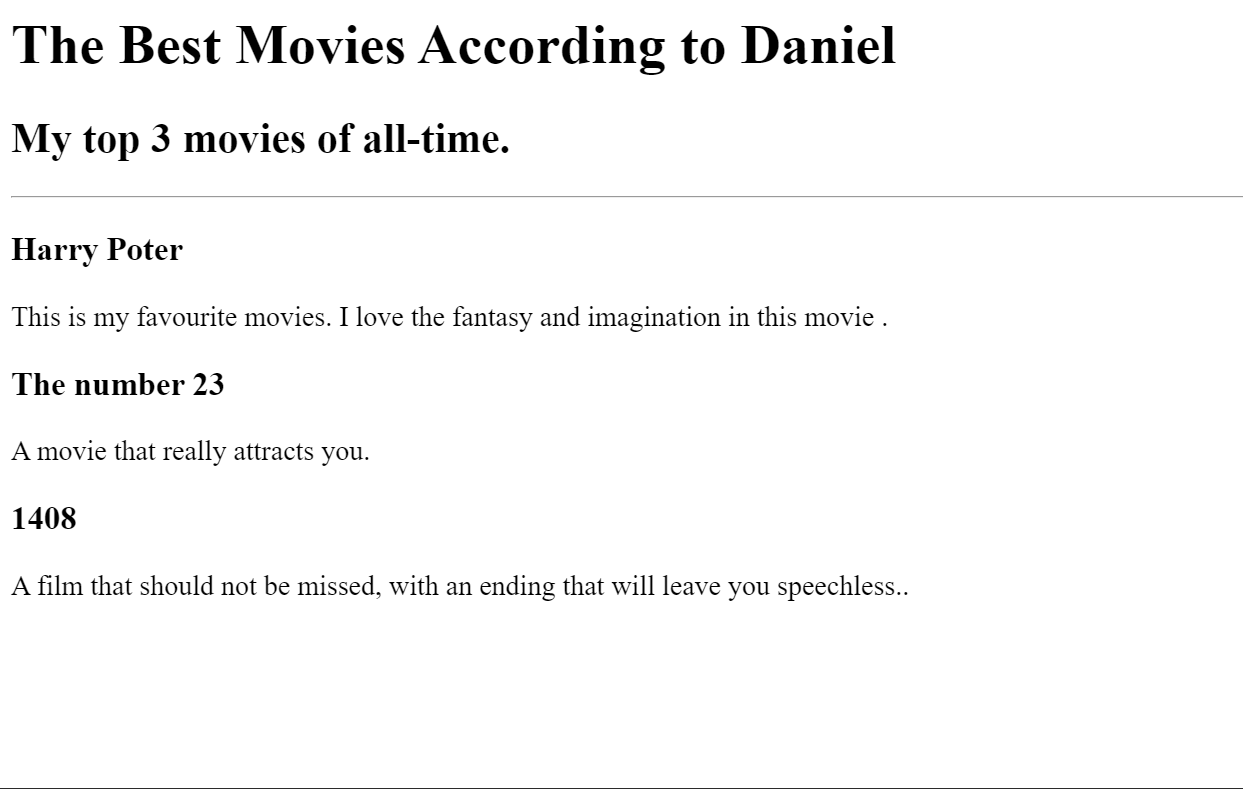 The Best Movies According to Daniel
My top 3 movies of all-time.
Harry Poter
This is my favourite movies. I love the fantasy and imagination in this movie .
The number 23
A movie that really attracts you.
1408
A film that should not be missed, with an ending that will leave you speechless..